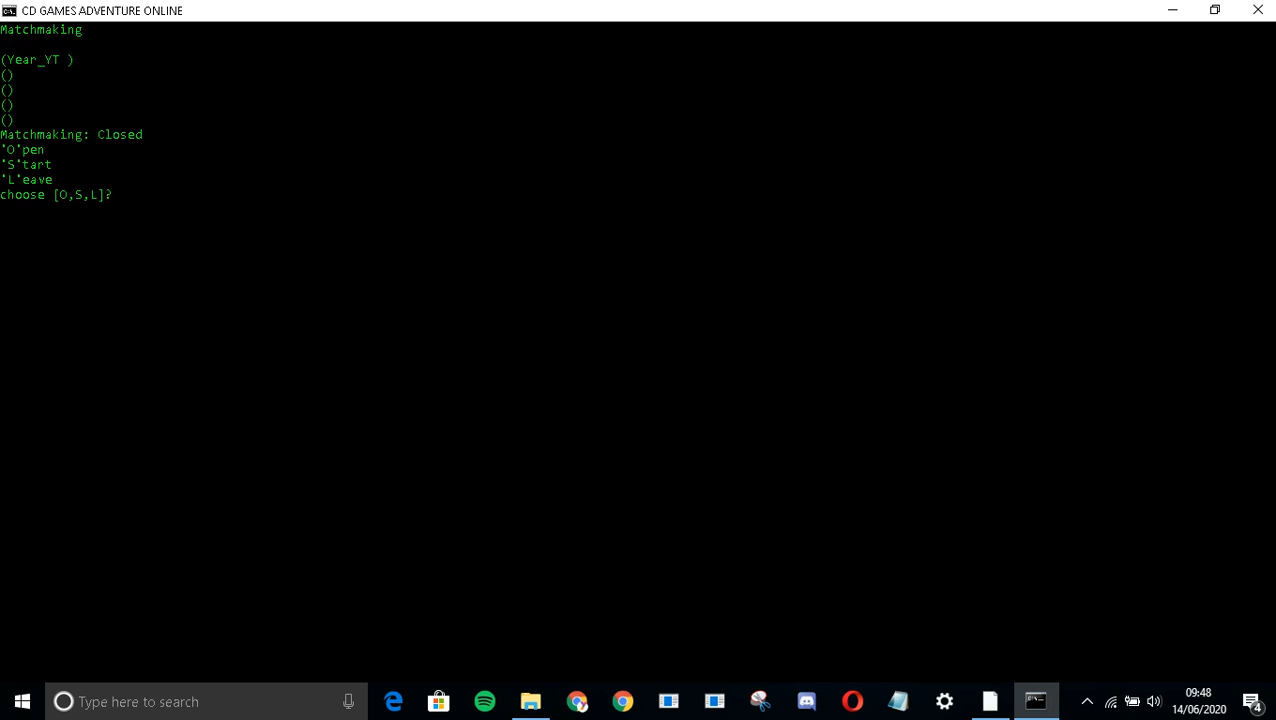 CD GAMES ADVENTURE ONLINE
Matchmaking
(Year_YT )
()
()
()
()
Matchmaking: Closed
'O'pen
'S'tart
'L'eave
choose [O,S,L]?
Type here to search
09:48
14/06/2020
4